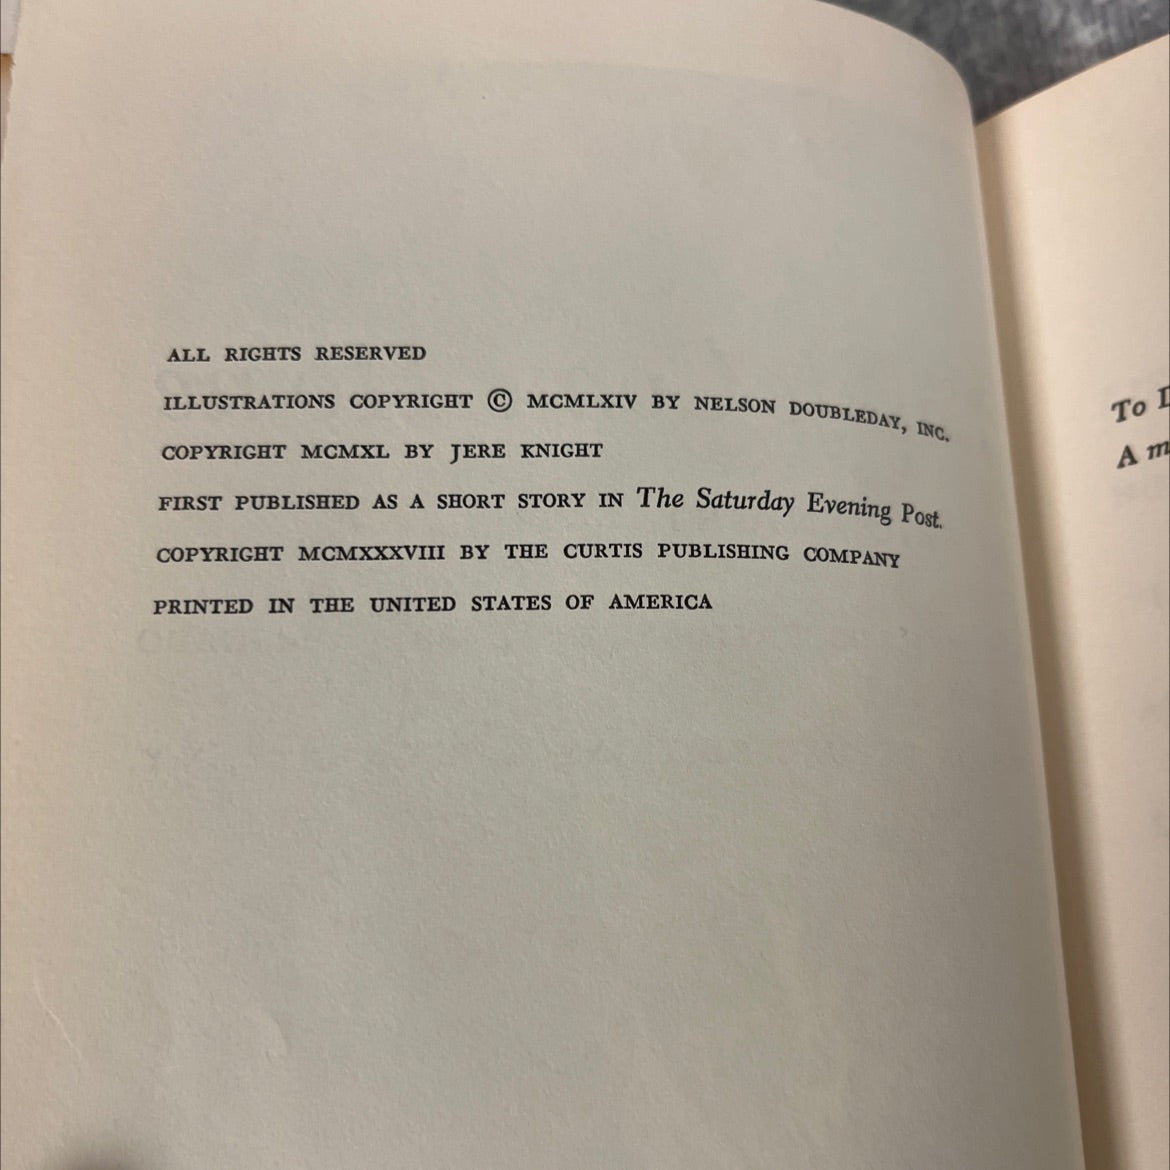 ALL RIGHTS RESERVED
ILLUSTRATIONS COPYRIGHT © MCMLXIV BY NELSON DOUBLEDAY, INC.
COPYRIGHT MCMXL BY JERE KNIGHT
FIRST PUBLISHED AS A SHORT STORY IN The Saturday Evening Post.
COPYRIGHT MCMXXXVIII BY THE CURTIS PUBLISHING COMPANY
PRINTED IN THE UNITED STATES OF AMERICA
To
A